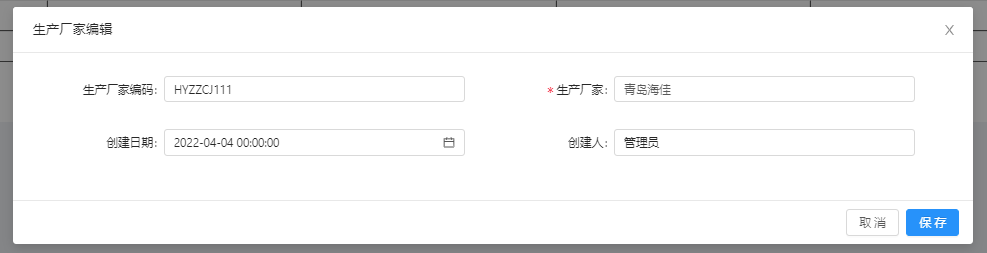 生产厂家编辑
生产厂家编码: HYZZCJ111 * 生产厂家: 青岛海佳
创建日期: 2022-04-04 00:00:00 创建人: 管理员
取消 保存